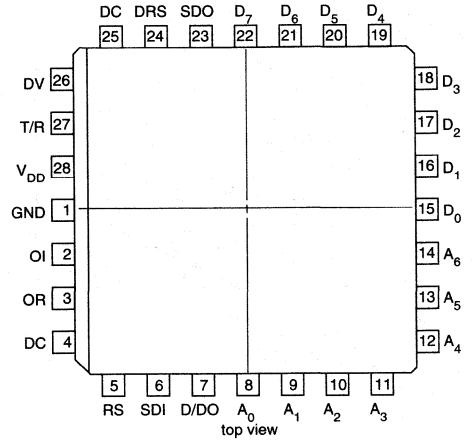 DC DRS SDO D₇ D₆ D₅ D₄
25 24 23 22 21 20 19
DV 26 18 D₃
T/R 27 17 D₂
V_DD 28 16 D₁
GND 1 15 D₀
OI 2 14 A₆
OR 3 13 A₅
DC 4 12 A₄
5 6 7 8 9 10 11
RS SDI D/DO A₀ A₁ A₂ A₃
top view